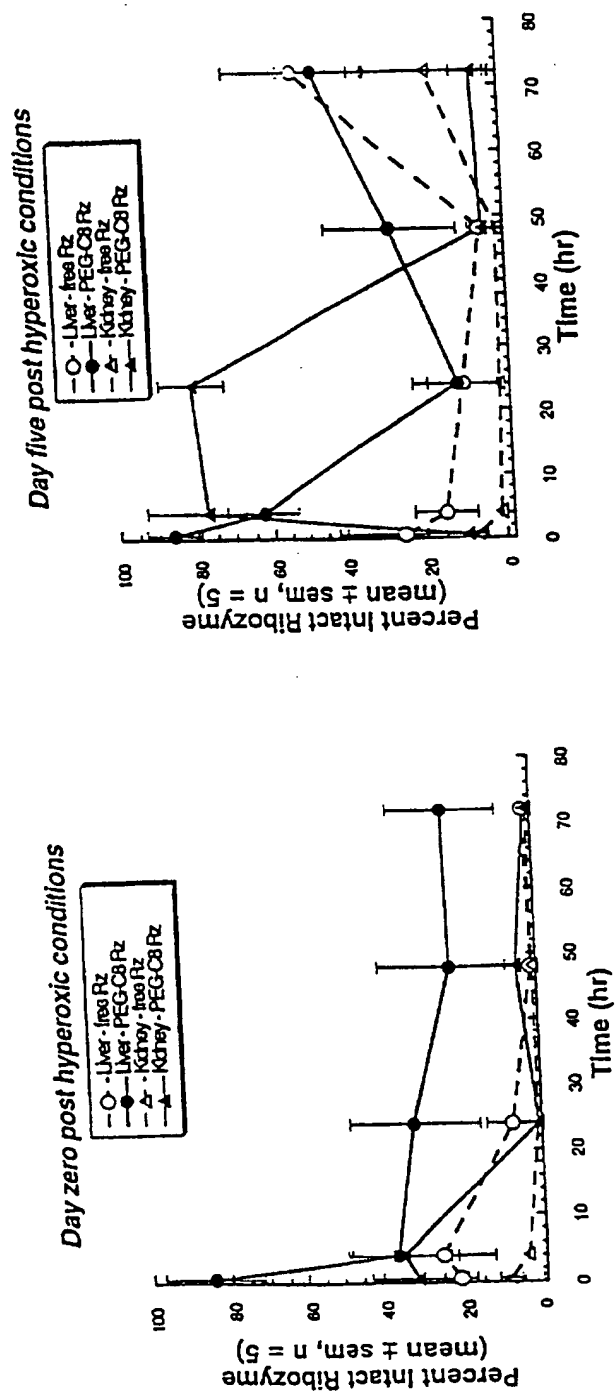 Day zero post hyperoxic conditions
Liver - free Rz
Liver - PEG-C8 Rz
Kidney - free Rz
Kidney - PEG-C8 Rz
Percent Intact Ribozyme
(mean ± sem, n = 5)
100
80
60
40
20
0
0
10
20
30
40
50
60
70
80
Time (hr)
Day five post hyperoxic conditions
Liver - free Rz
Liver - PEG-C8 Rz
Kidney - free Rz
Kidney - PEG-C8 Rz
Percent Intact Ribozyme
(mean ± sem, n = 5)
100
80
60
40
20
0
0
10
20
30
40
50
60
70
80
Time (hr)